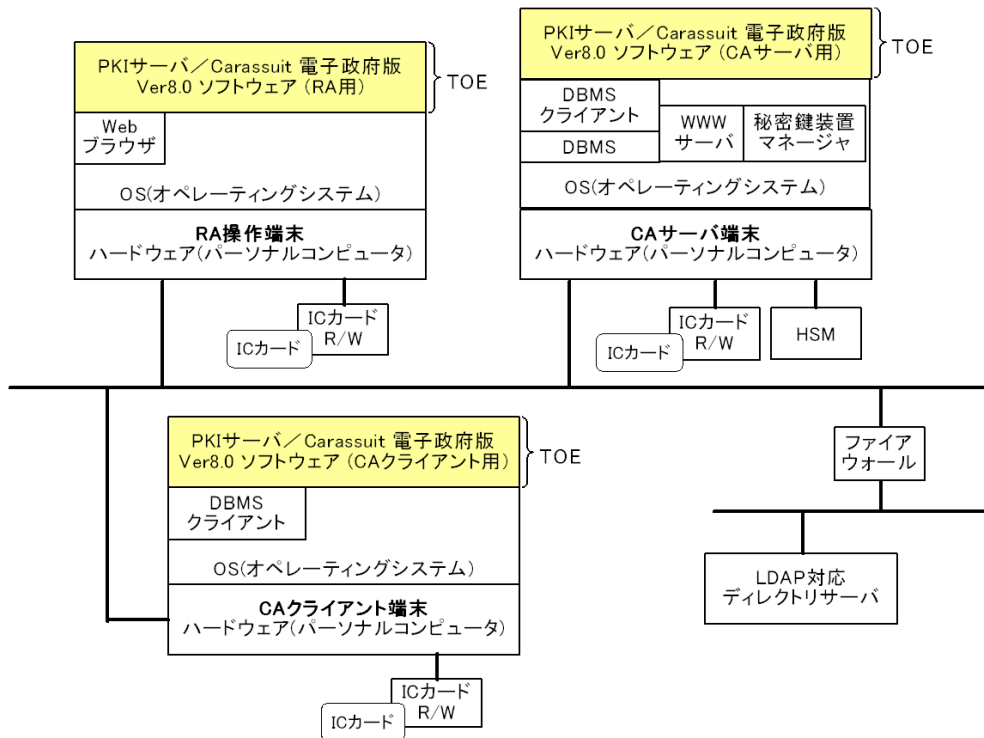 PKIサーバ／Carassuit 電子政府版
Ver8.0 ソフトウェア (RA用)
TOE
Web
ブラウザ
OS(オペレーティングシステム)
RA操作端末
ハードウェア(パーソナルコンピュータ)
ICカード
R/W
ICカード
PKIサーバ／Carassuit 電子政府版
Ver8.0 ソフトウェア (CAサーバ用)
TOE
DBMS
クライアント
DBMS
WWW
サーバ
秘密鍵装置
マネージャ
OS(オペレーティングシステム)
CAサーバ端末
ハードウェア(パーソナルコンピュータ)
ICカード
R/W
ICカード
HSM
PKIサーバ／Carassuit 電子政府版
Ver8.0 ソフトウェア (CAクライアント用)
TOE
DBMS
クライアント
OS(オペレーティングシステム)
CAクライアント端末
ハードウェア(パーソナルコンピュータ)
ICカード
R/W
ICカード
ファイア
ウォール
LDAP対応
ディレクトリサーバ